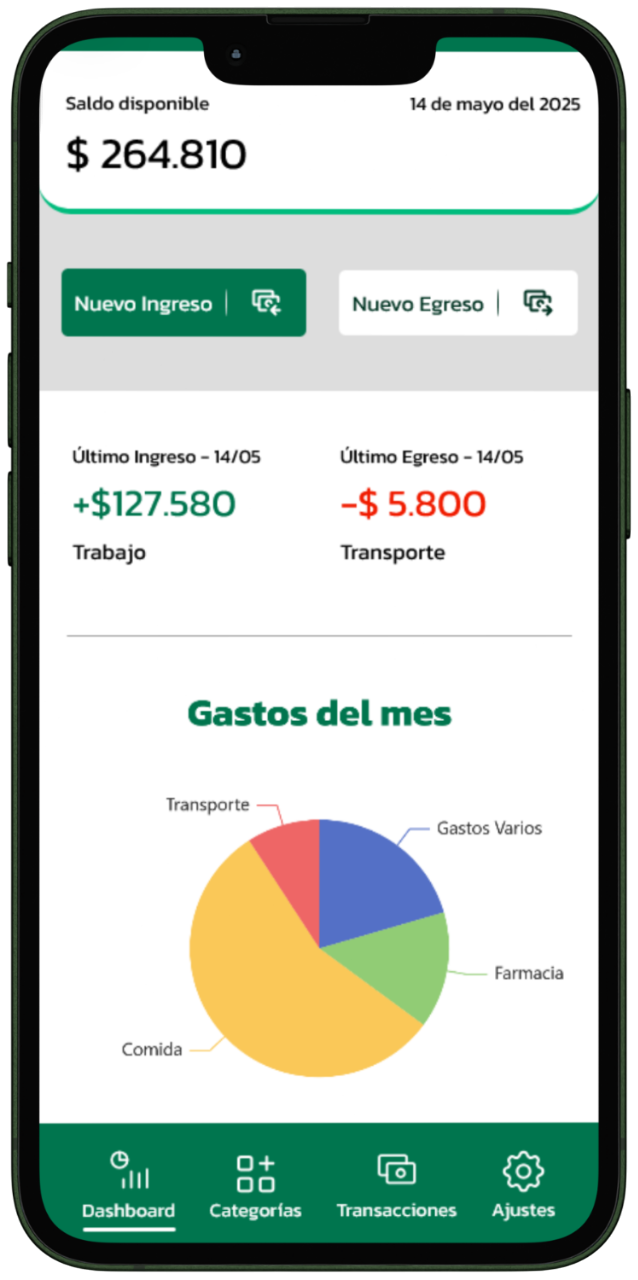 Saldo disponible
14 de mayo del 2025
$ 264.810
Nuevo Ingreso
Nuevo Egreso
Último Ingreso - 14/05
Último Egreso - 14/05
+$127.580
-$ 5.800
Trabajo
Transporte
Gastos del mes
Transporte
Gastos Varios
Farmacia
Comida
Dashboard
Categorías
Transacciones
Ajustes